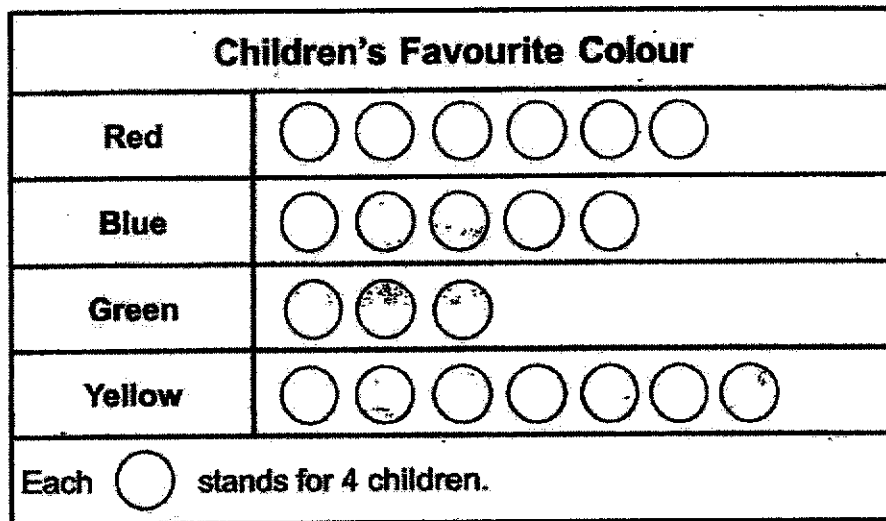 Children's Favourite Colour
Red
Blue
Green
Yellow
Each
stands for 4 children.